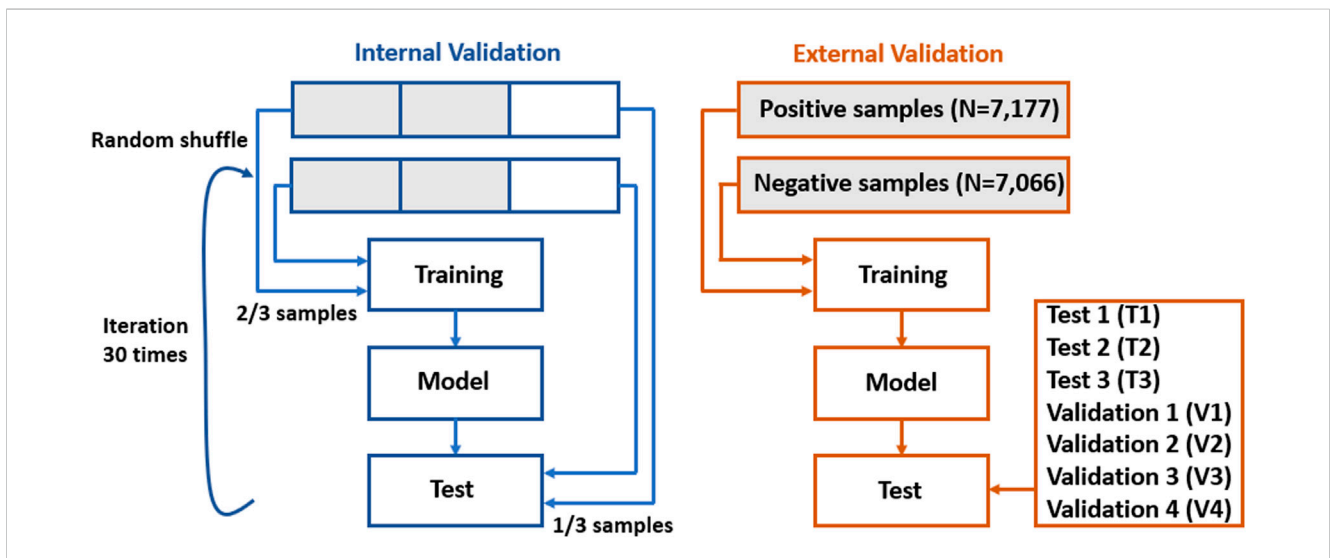 Internal Validation
Random shuffle
Training
2/3 samples
Iteration
30 times
Model
Test
1/3 samples
External Validation
Positive samples (N=7,177)
Negative samples (N=7,066)
Training
Model
Test
Test 1 (T1)
Test 2 (T2)
Test 3 (T3)
Validation 1 (V1)
Validation 2 (V2)
Validation 3 (V3)
Validation 4 (V4)